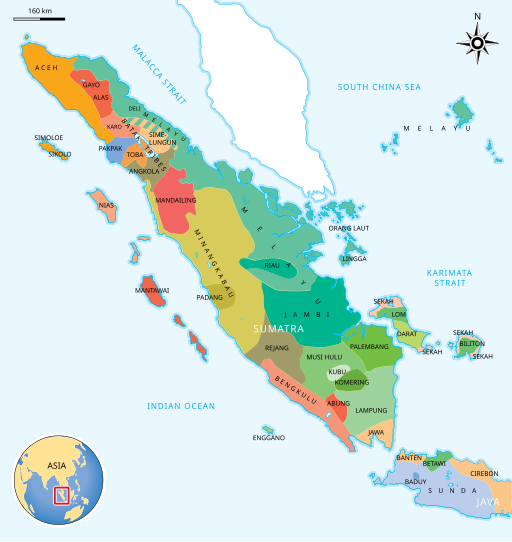 160 km
N
MALACCA STRAIT
SOUTH CHINA SEA
ACEH
GAYO
ALAS
DELI
MELAYU
MELAYU
KARO
BATAK TRIBES
SIME-
LUNGUN
SIMOLOE
SIKOLO
PAKPAK
TOBA
ANGKOLA
NIAS
MANDAILING
MELAYU
ORANG LAUT
LINGGA
MINANGKABAU
RIAU
KARIMATA
STRAIT
MANTAWAI
PADANG
SEKAH
JAMBI
LOM
SUMATRA
DARAT
SEKAH
SEKAH
BILITON
SEKAH
REJANG
PALEMBANG
MUSI HULU
KUBU
KOMERING
BENGKULU
ABUNG
LAMPUNG
INDIAN OCEAN
JAWA
ENGGANO
BANTEN
BETAWI
CIREBON
BADUY
SUNDA
JAVA
ASIA